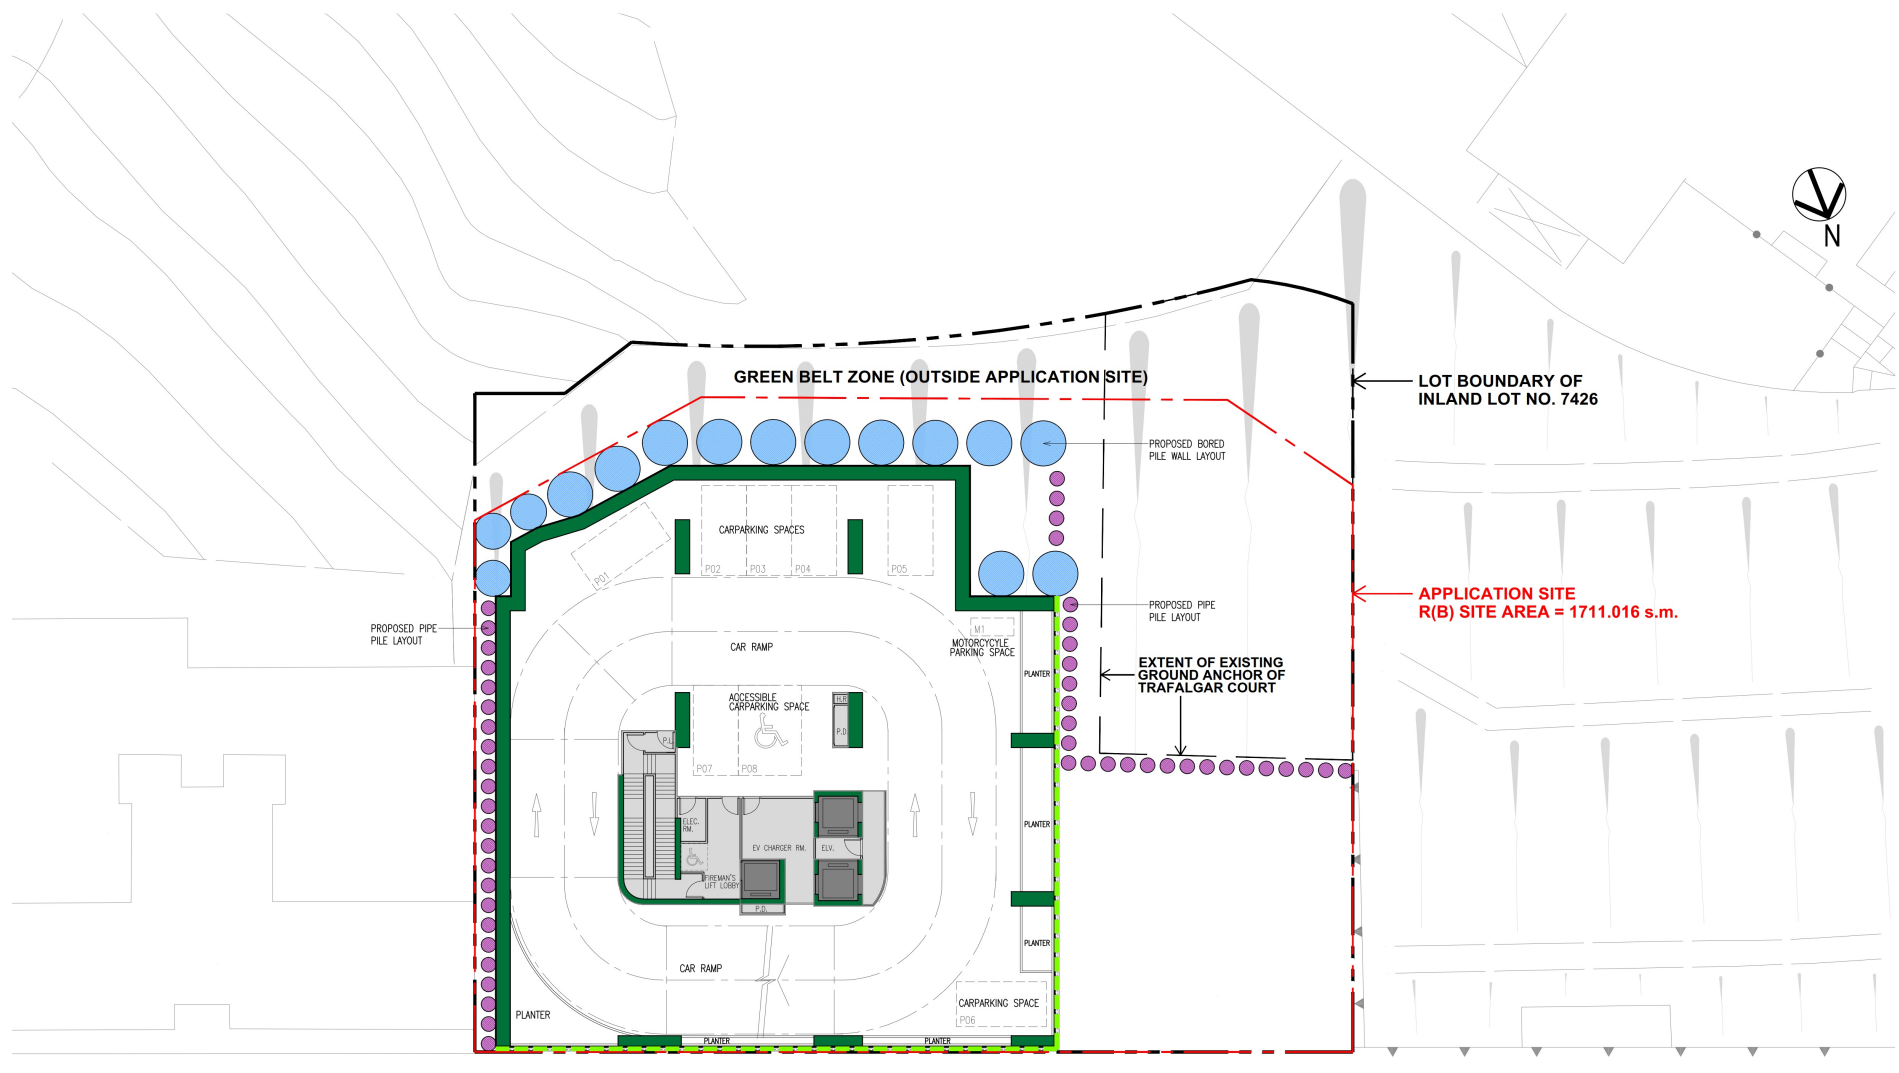 N
GREEN BELT ZONE (OUTSIDE APPLICATION SITE)
LOT BOUNDARY OF
INLAND LOT NO. 7426
PROPOSED BORED
PILE WALL LAYOUT
CARPARKING SPACES
P01
P02
P03
P04
P05
APPLICATION SITE
R(B) SITE AREA = 1711.016 s.m.
PROPOSED PIPE
PILE LAYOUT
PROPOSED PIPE
PILE LAYOUT
M1
MOTORCYCYLE
PARKING SPACE
CAR RAMP
PLANTER
EXTENT OF EXISTING
GROUND ANCHOR OF
TRAFALGAR COURT
ACCESSIBLE
CARPARKING SPACE
H.R
P.D.
P.D.
P07
P08
ELEC.
RM.
EV CHARGER RM.
ELV.
PLANTER
FIREMAN'S
LIFT LOBBY
P.D.
PLANTER
CAR RAMP
CARPARKING SPACE
P06
PLANTER
PLANTER
PLANTER